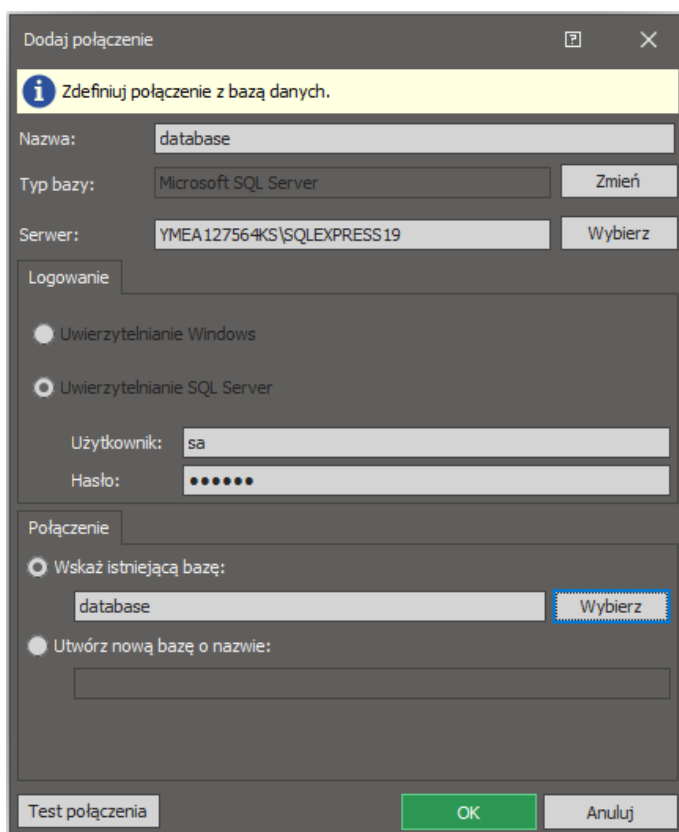 Dodaj połączenie
Zdefiniuj połączenie z bazą danych.
Nazwa: database
Typ bazy: Microsoft SQL Server Zmień
Serwer: YMEA127564KS\SQLEXPRESS19 Wybierz
Logowanie
Uwierzytelnianie Windows
Uwierzytelnianie SQL Server
Użytkownik: sa
Hasło: ●●●●●●
Połączenie
Wskaż istniejącą bazę:
database Wybierz
Utwórz nową bazę o nazwie:
Test połączenia OK Anuluj